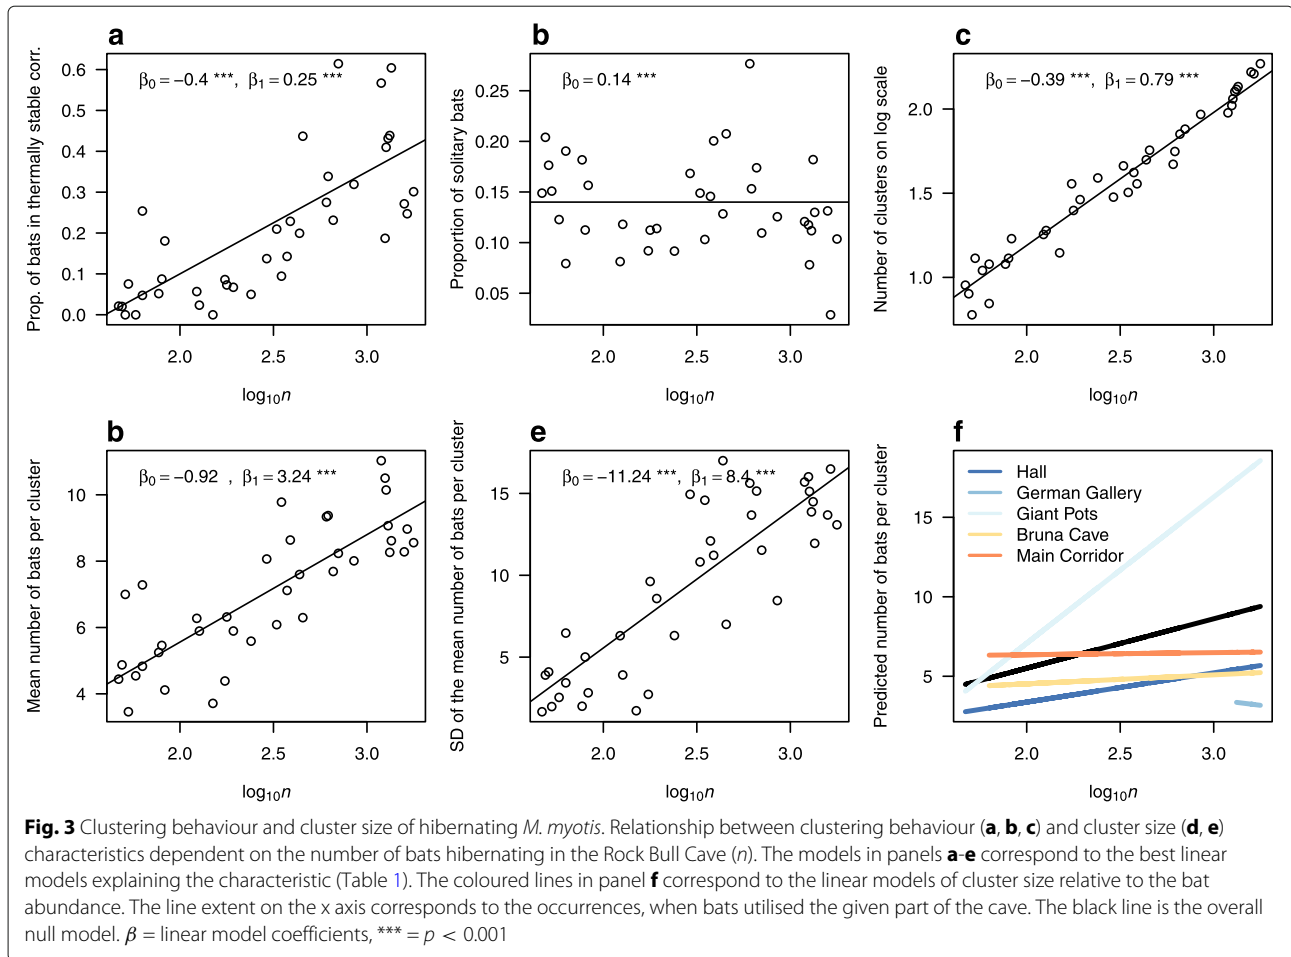 a
β0 = −0.4 ***, β1 = 0.25 ***
Prop. of bats in thermally stable corr.
0.6
0.5
0.4
0.3
0.2
0.1
0.0
2.0 2.5 3.0
log10n
b
β0 = 0.14 ***
Proportion of solitary bats
0.25
0.20
0.15
0.10
0.05
2.0 2.5 3.0
log10n
c
β0 = −0.39 ***, β1 = 0.79 ***
Number of clusters on log scale
2.0
1.5
1.0
2.0 2.5 3.0
log10n
b
β0 = −0.92 , β1 = 3.24 ***
Mean number of bats per cluster
10
8
6
4
2.0 2.5 3.0
log10n
e
β0 = −11.24 ***, β1 = 8.4 ***
SD of the mean number of bats per cluster
15
10
5
2.0 2.5 3.0
log10n
f
Predicted number of bats per cluster
Hall
German Gallery
Giant Pots
Bruna Cave
Main Corridor
15
10
5
2.0 2.5 3.0
log10n
Fig. 3 Clustering behaviour and cluster size of hibernating M. myotis. Relationship between clustering behaviour (a, b, c) and cluster size (d, e)
characteristics dependent on the number of bats hibernating in the Rock Bull Cave (n). The models in panels a-e correspond to the best linear
models explaining the characteristic (Table 1). The coloured lines in panel f correspond to the linear models of cluster size relative to the bat
abundance. The line extent on the x axis corresponds to the occurrences, when bats utilised the given part of the cave. The black line is the overall
null model. β = linear model coefficients, *** = p < 0.001